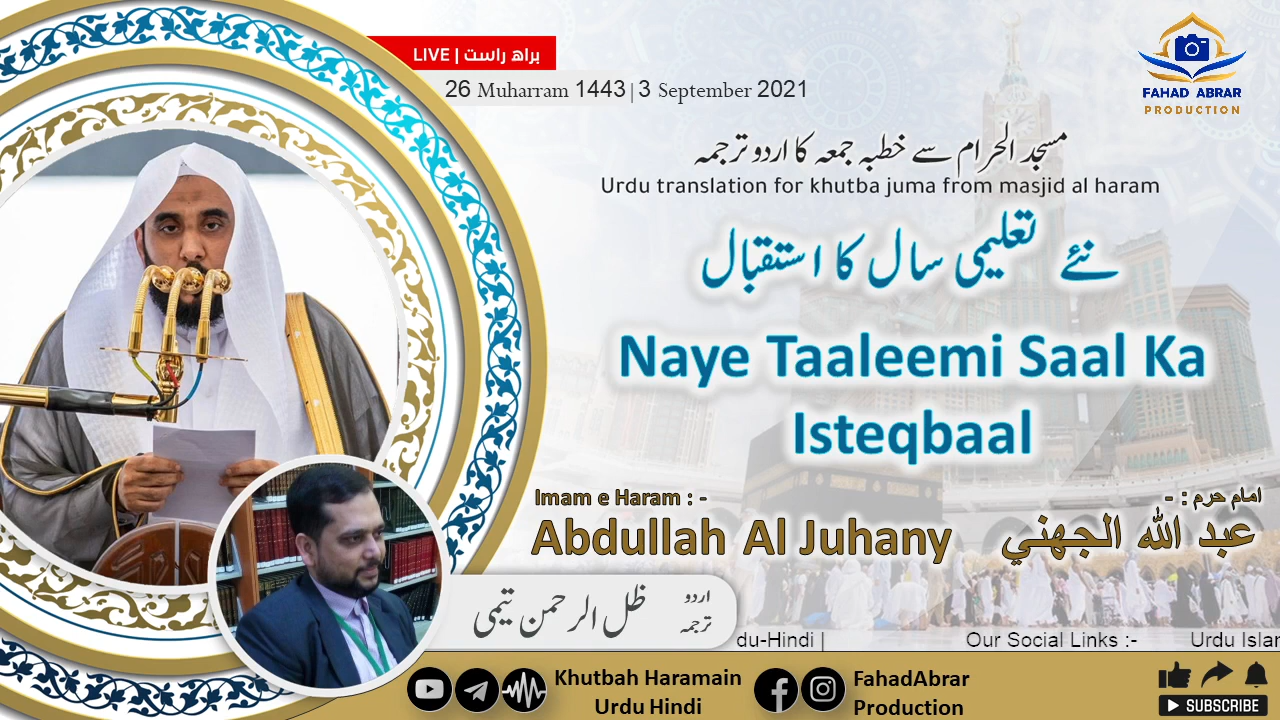 LIVE | براہ راست
26 Muharram 1443 | 3 September 2021
FAHAD ABRAR
PRODUCTION
مسجد الحرام سے خطبہ جمعہ کا اردو ترجمہ
Urdu translation for khutba juma from masjid al haram
نئے تعلیمی سال کا استقبال
Naye Taaleemi Saal Ka
Isteqbaal
Imam e Haram : -
امام حرم : -
Abdullah Al Juhany
عبد الله الجهني
اردو
ترجمہ
ظل الرحمن تیمی
du-Hindi |
Our Social Links :-
Urdu Islam
Khutbah Haramain
Urdu Hindi
FahadAbrar
Production
SUBSCRIBE